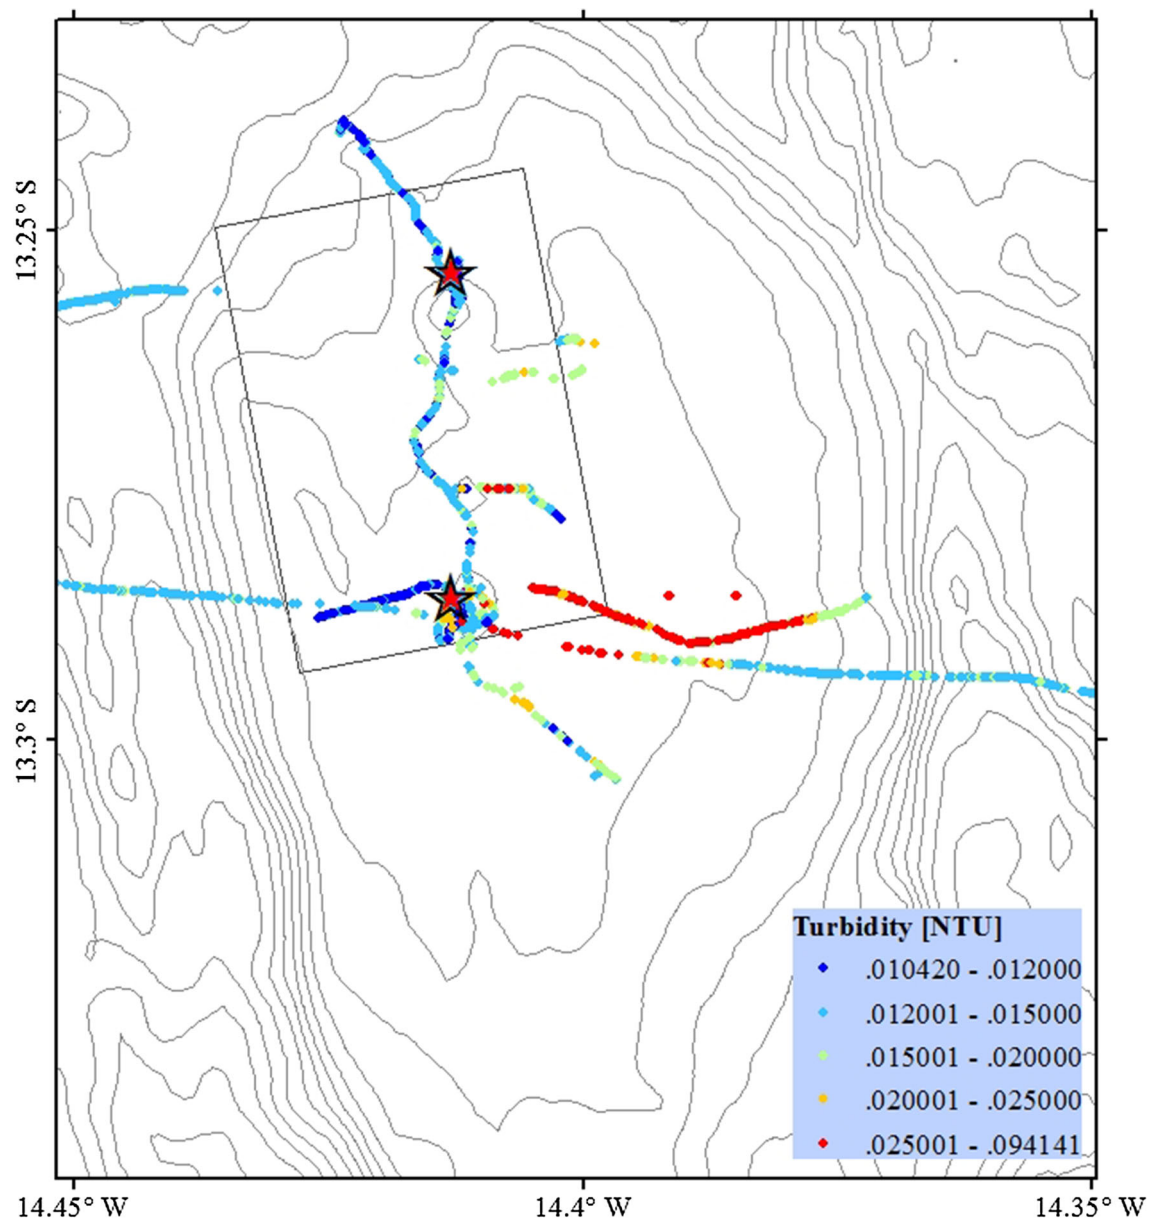 13.25° S
13.3° S
Turbidity [NTU]
.010420 - .012000
.012001 - .015000
.015001 - .020000
.020001 - .025000
.025001 - .094141
14.45° W
14.4° W
14.35° W